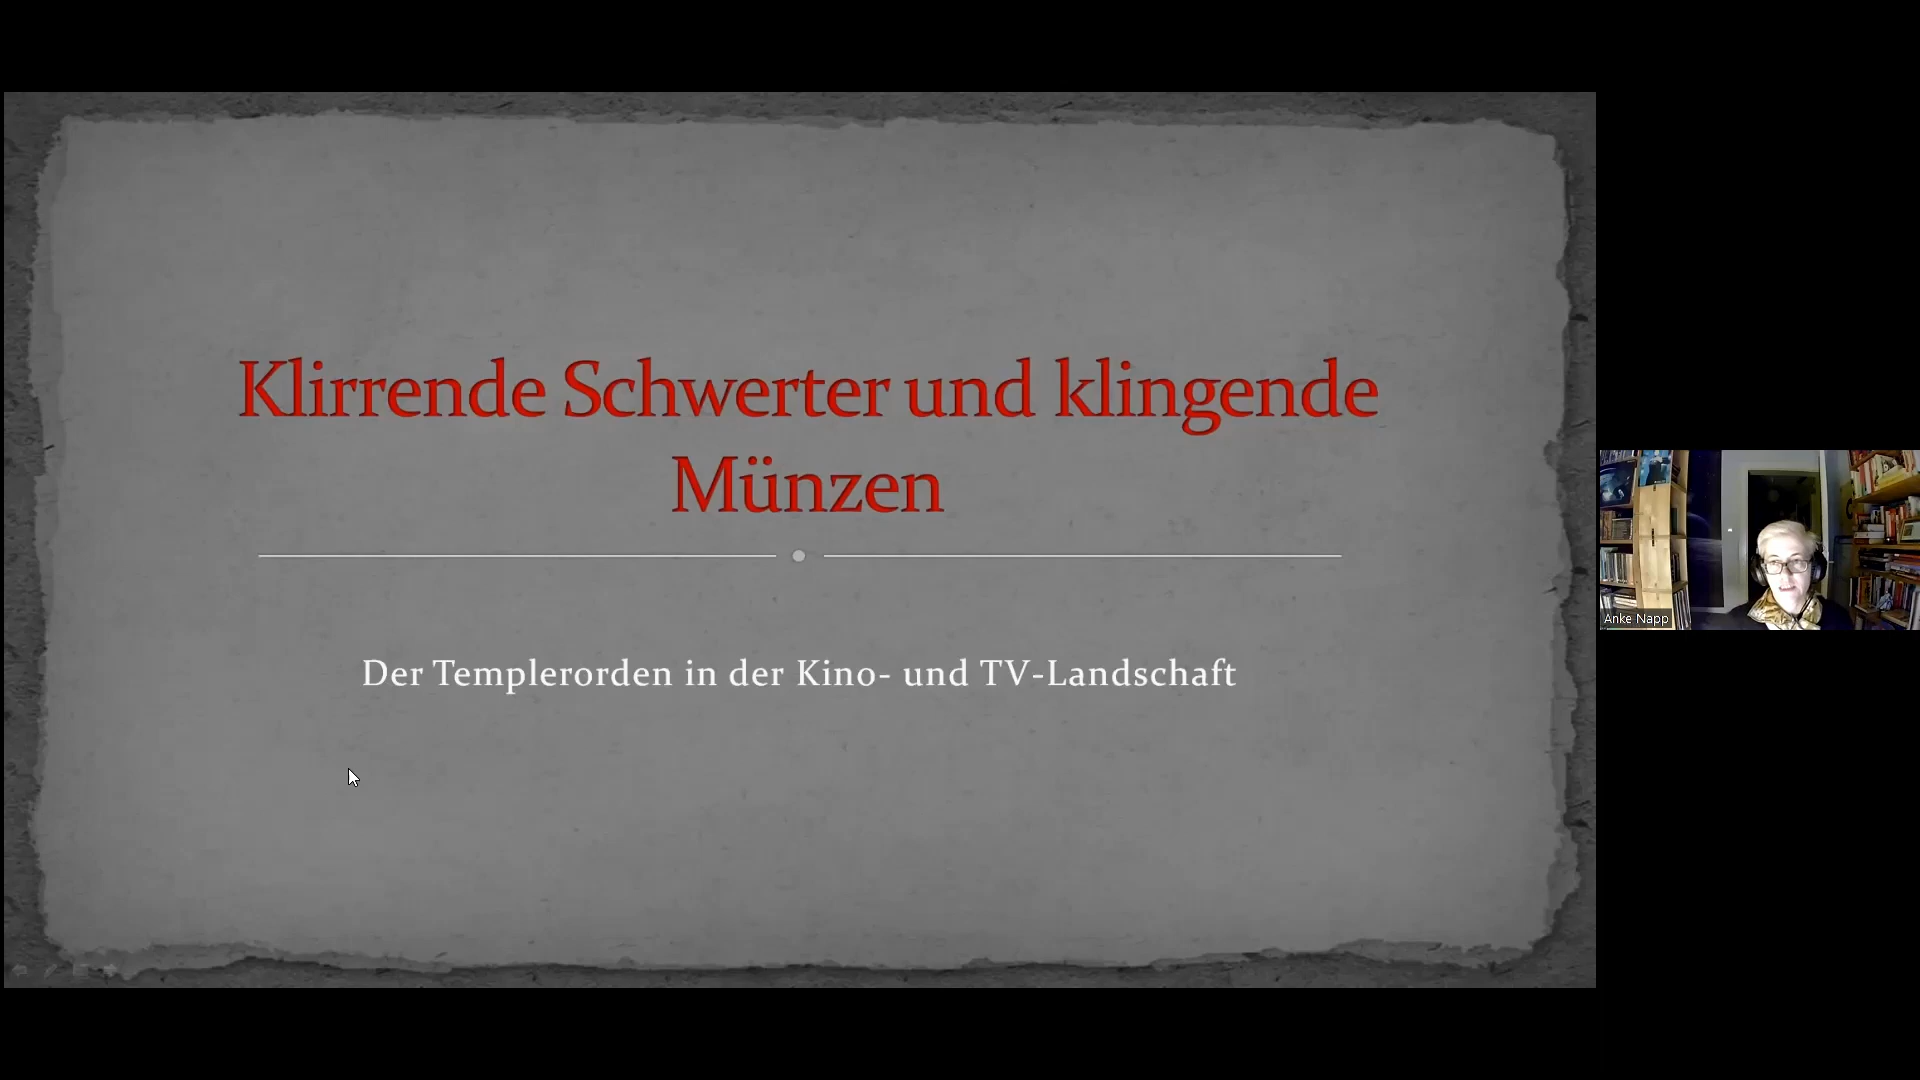 Klirrende Schwerter und klingende
Münzen
Der Templerorden in der Kino- und TV-Landschaft
Anke Napp